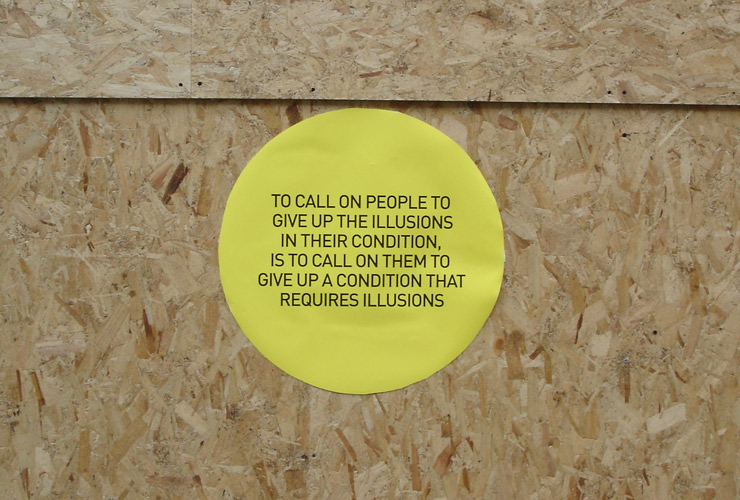 TO CALL ON PEOPLE TO
GIVE UP THE ILLUSIONS
IN THEIR CONDITION,
IS TO CALL ON THEM TO
GIVE UP A CONDITION THAT
REQUIRES ILLUSIONS